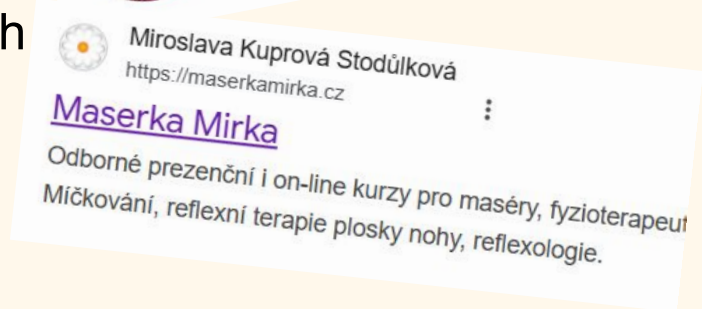 h
Miroslava Kuprová Stodůlková
https://maserkamirka.cz
Maserka Mirka
Odborné prezenční i on-line kurzy pro maséry, fyzioterapeut
Míčkování, reflexní terapie plosky nohy, reflexologie.